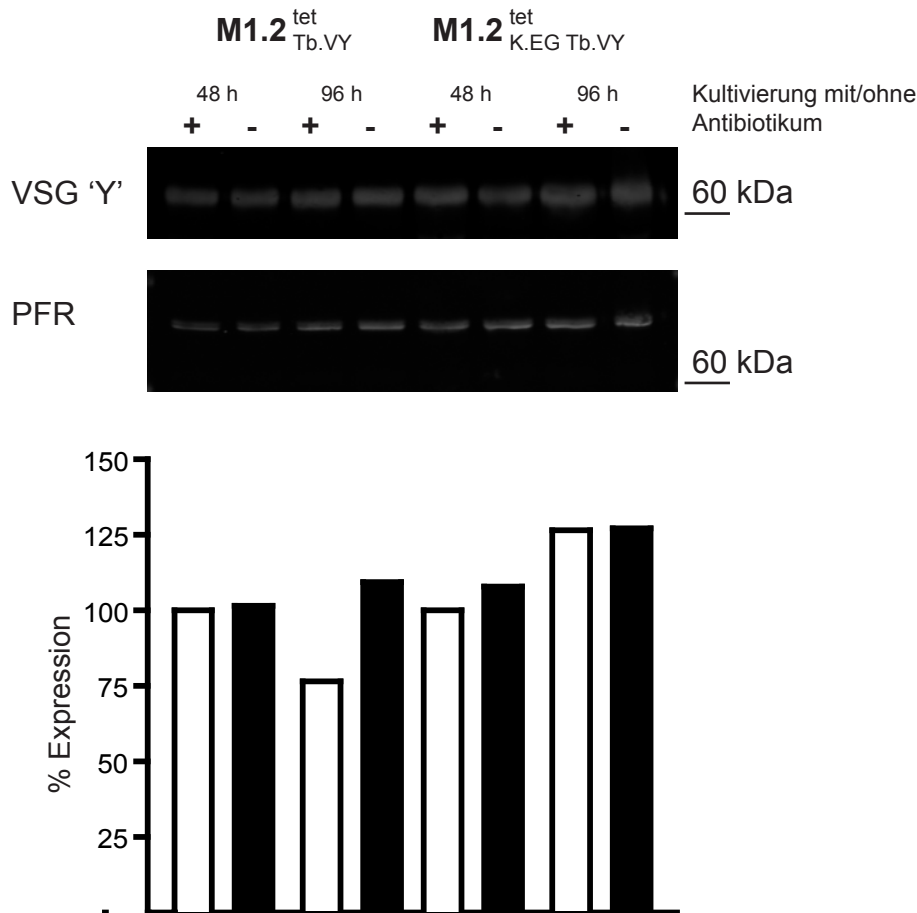 M1.2 tet Tb.VY M1.2 tet K.EG Tb.VY
48 h 96 h 48 h 96 h Kultivierung mit/ohne
+ - + - + - + - Antibiotikum
VSG ‘Y’ 60 kDa
PFR
60 kDa
150
125
100
75
50
25
-
% Expression